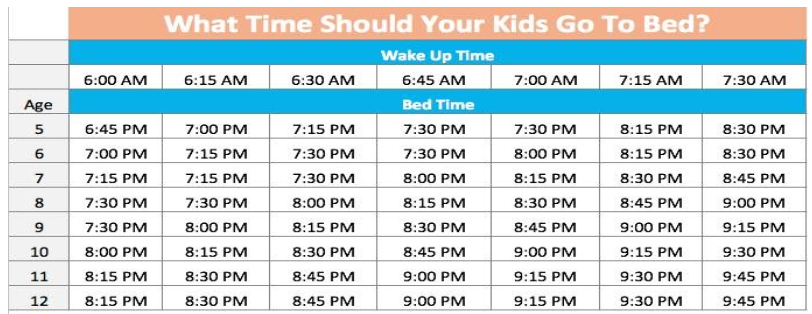 What Time Should Your Kids Go To Bed?
Wake Up Time
6:00 AM 6:15 AM 6:30 AM 6:45 AM 7:00 AM 7:15 AM 7:30 AM
Age Bed Time
5 6:45 PM 7:00 PM 7:15 PM 7:30 PM 7:30 PM 8:15 PM 8:30 PM
6 7:00 PM 7:15 PM 7:30 PM 7:30 PM 8:00 PM 8:15 PM 8:30 PM
7 7:15 PM 7:15 PM 7:30 PM 8:00 PM 8:15 PM 8:30 PM 8:45 PM
8 7:30 PM 7:30 PM 8:00 PM 8:15 PM 8:30 PM 8:45 PM 9:00 PM
9 7:30 PM 8:00 PM 8:15 PM 8:30 PM 8:45 PM 9:00 PM 9:15 PM
10 8:00 PM 8:15 PM 8:30 PM 8:45 PM 9:00 PM 9:15 PM 9:30 PM
11 8:15 PM 8:30 PM 8:45 PM 9:00 PM 9:15 PM 9:30 PM 9:45 PM
12 8:15 PM 8:30 PM 8:45 PM 9:00 PM 9:15 PM 9:30 PM 9:45 PM